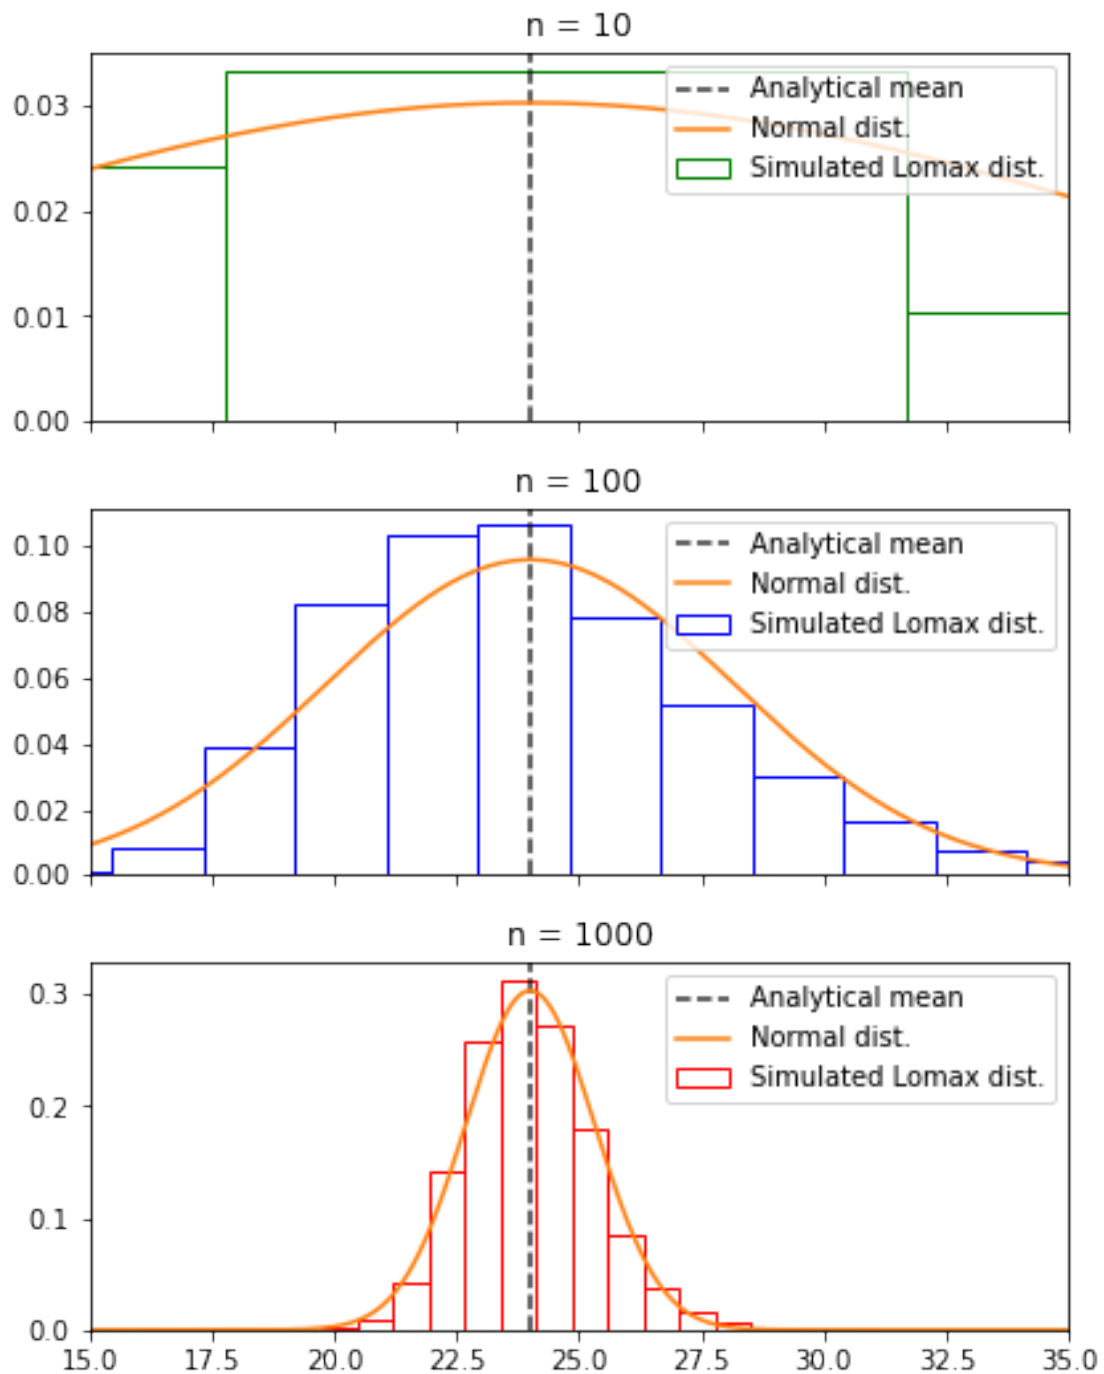 n = 10
0.03
0.02
0.01
0.00
Analytical mean
Normal dist.
Simulated Lomax dist.
n = 100
0.10
0.08
0.06
0.04
0.02
0.00
Analytical mean
Normal dist.
Simulated Lomax dist.
n = 1000
0.3
0.2
0.1
0.0
Analytical mean
Normal dist.
Simulated Lomax dist.
15.0 17.5 20.0 22.5 25.0 27.5 30.0 32.5 35.0